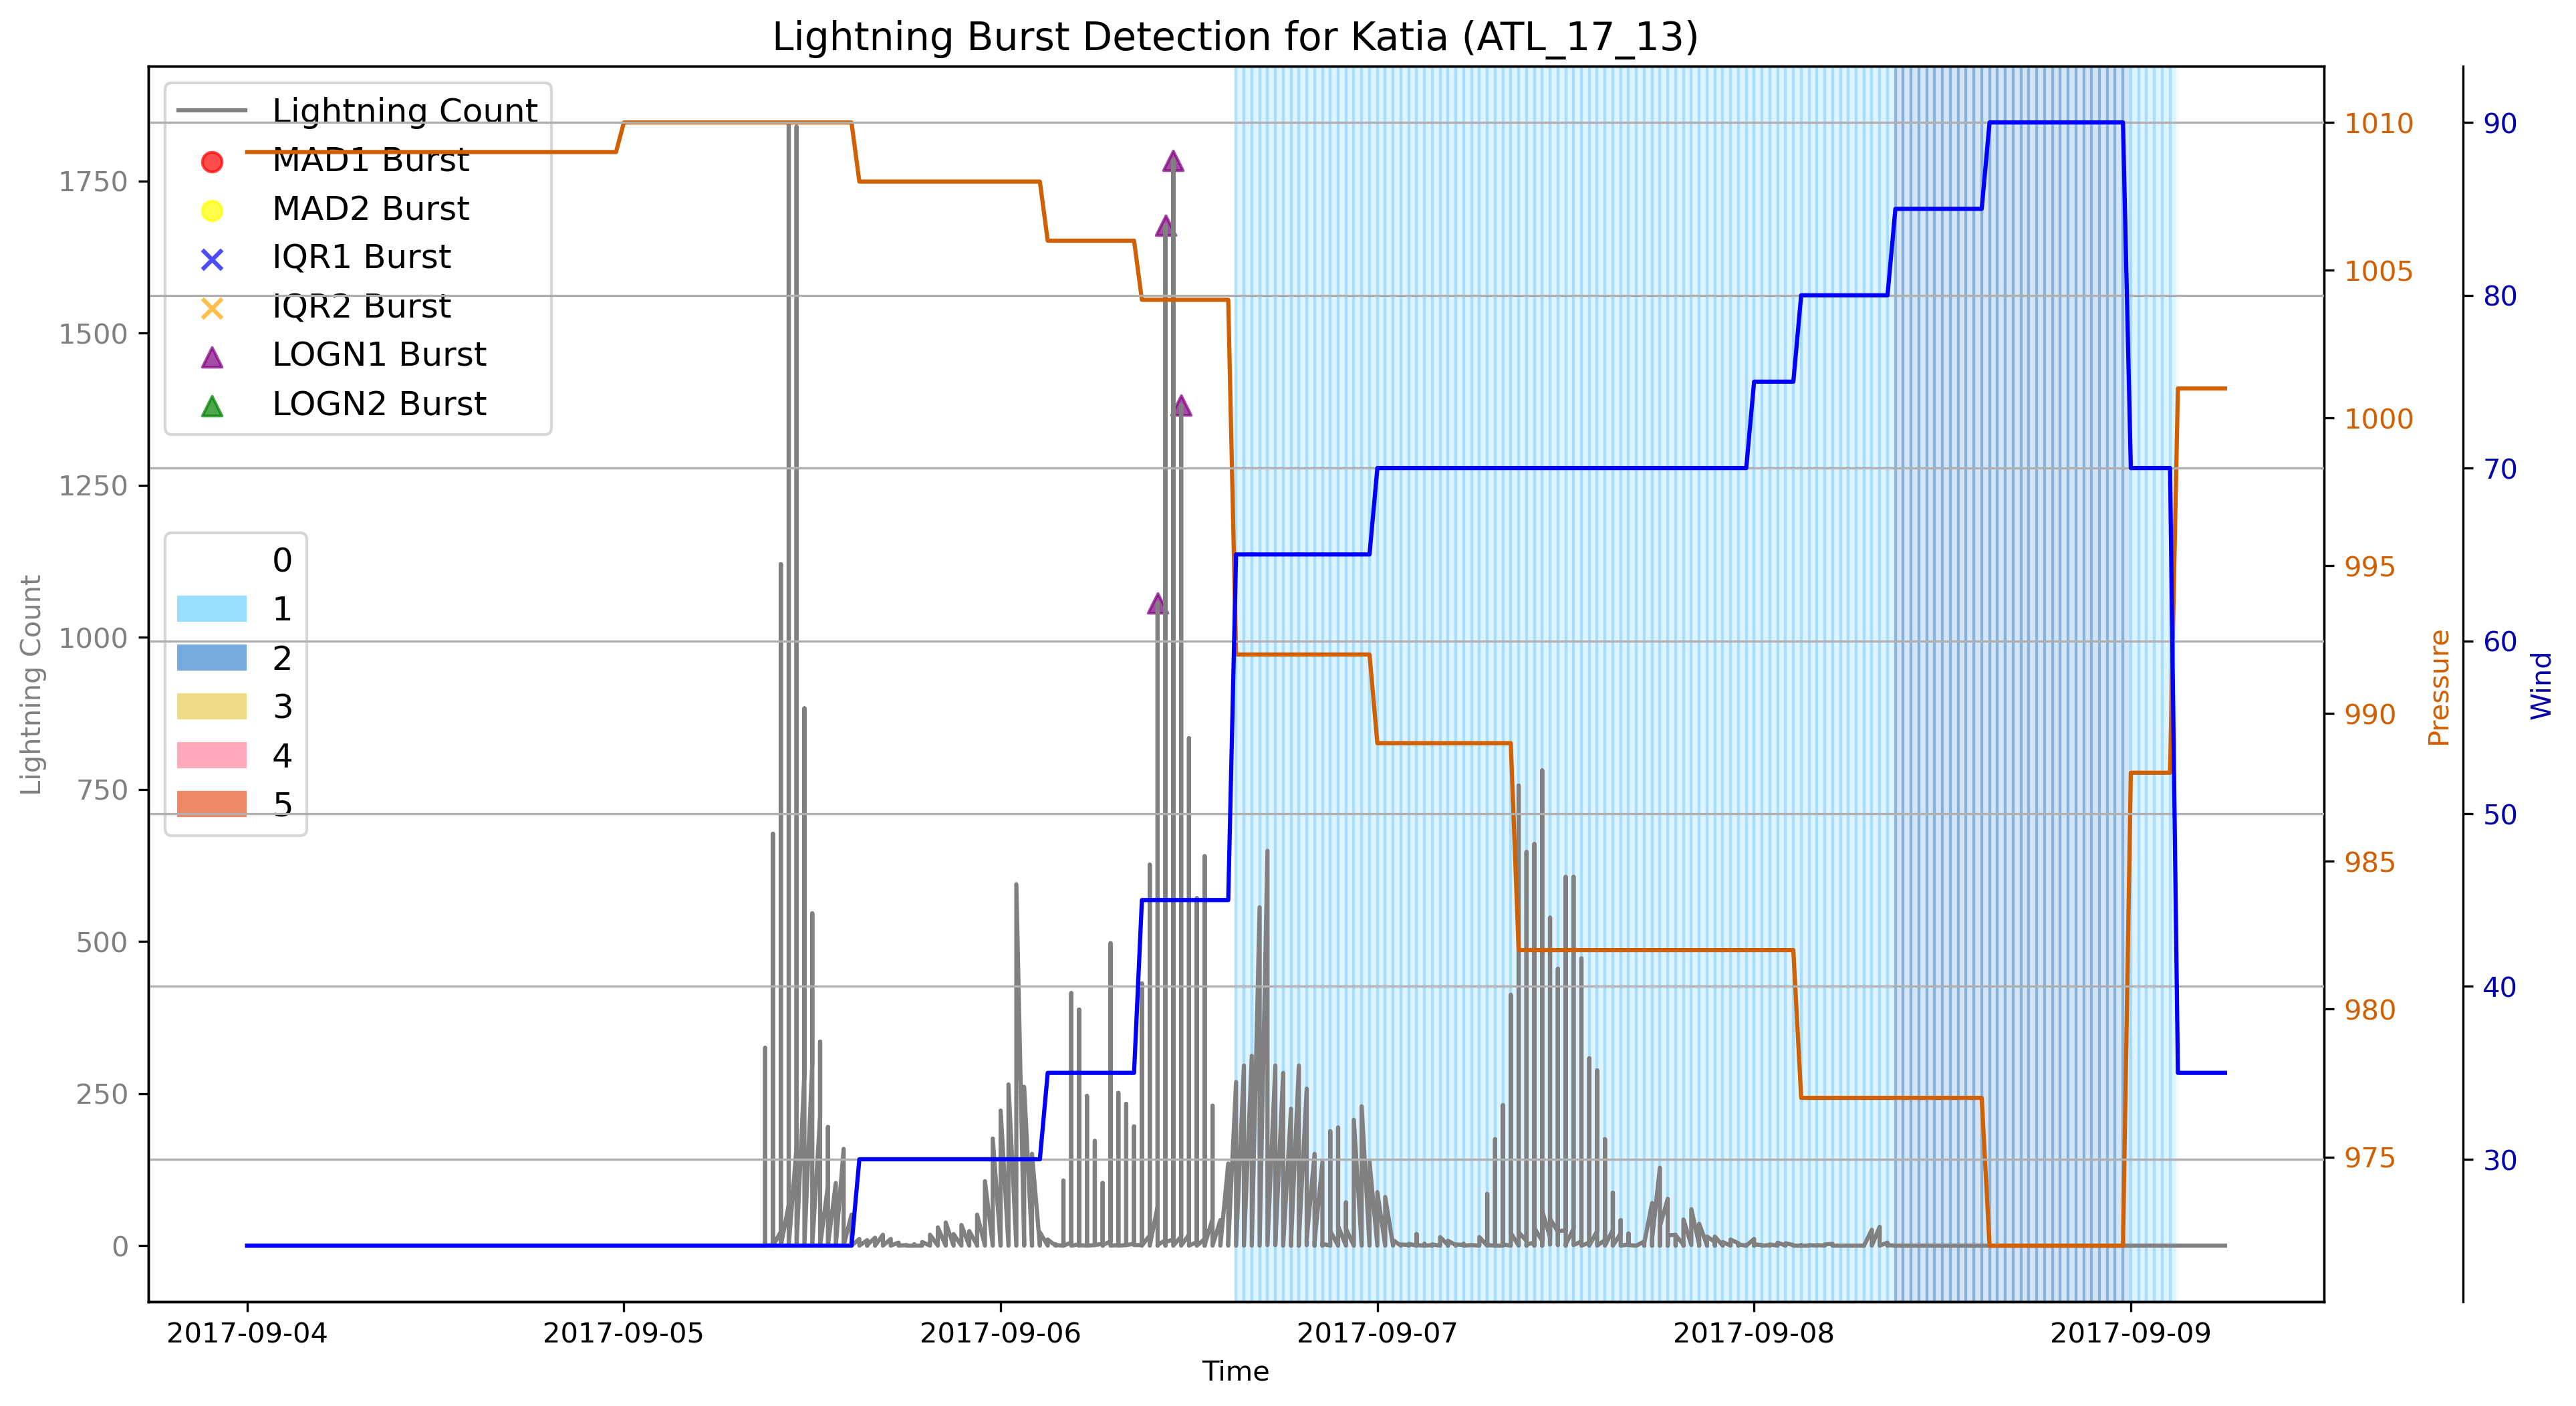 Lightning Burst Detection for Katia (ATL_17_13)
Lightning Count
MAD1 Burst
MAD2 Burst
IQR1 Burst
IQR2 Burst
LOGN1 Burst
LOGN2 Burst
0
1
2
3
4
5
Lightning Count
1750
1500
1250
1000
750
500
250
0
1010
1005
1000
995
990
985
980
975
Pressure
90
80
70
60
50
40
30
Wind
2017-09-04
2017-09-05
2017-09-06
2017-09-07
2017-09-08
2017-09-09
Time